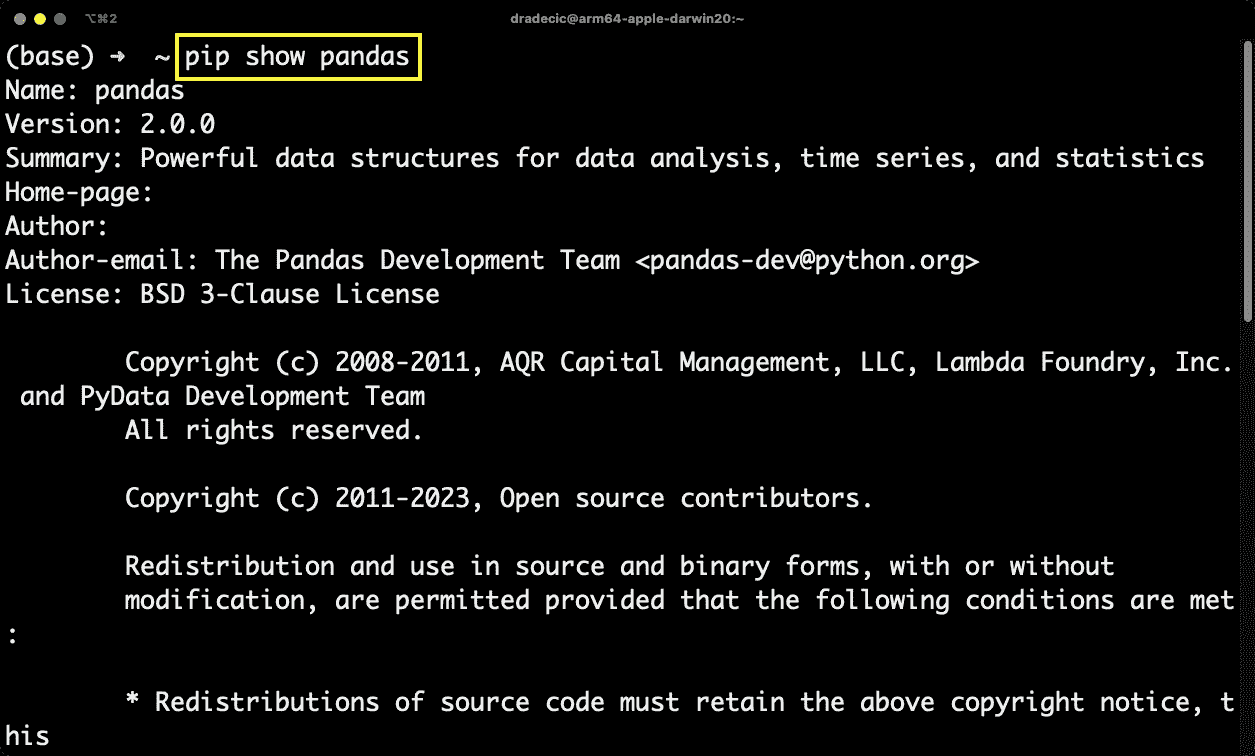 ⌥⌘2 dradecic@arm64-apple-darwin20:~
(base) ➜ ~ pip show pandas
Name: pandas
Version: 2.0.0
Summary: Powerful data structures for data analysis, time series, and statistics
Home-page:
Author:
Author-email: The Pandas Development Team <pandas-dev@python.org>
License: BSD 3-Clause License
Copyright (c) 2008-2011, AQR Capital Management, LLC, Lambda Foundry, Inc.
and PyData Development Team
All rights reserved.
Copyright (c) 2011-2023, Open source contributors.
Redistribution and use in source and binary forms, with or without
modification, are permitted provided that the following conditions are met
:
* Redistributions of source code must retain the above copyright notice, t
his